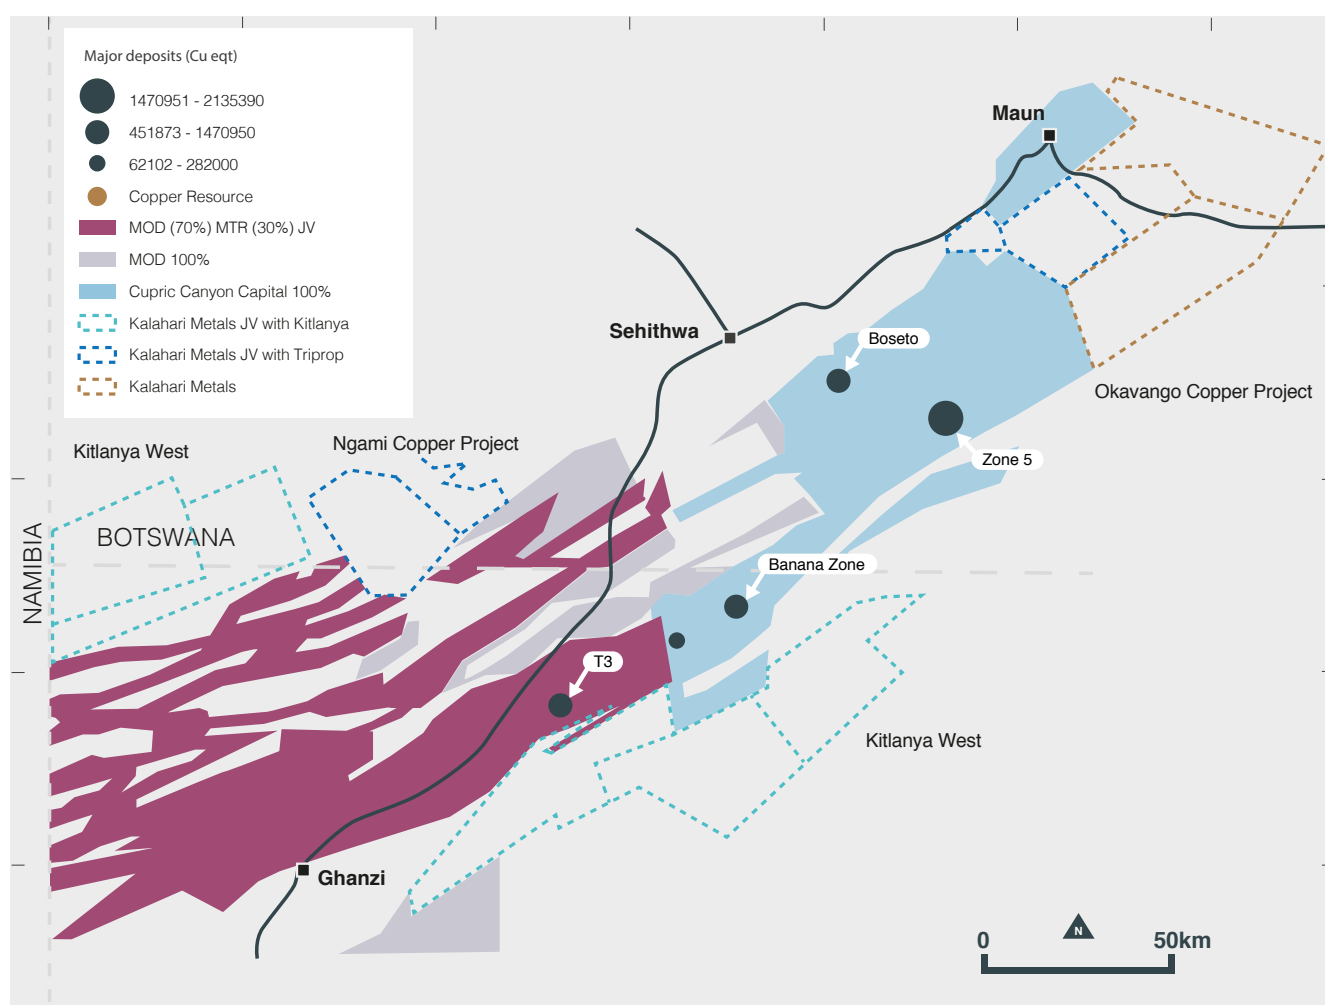 Major deposits (Cu eqt)
1470951 - 2135390
451873 - 1470950
62102 - 282000
Copper Resource
MOD (70%) MTR (30%) JV
MOD 100%
Cupric Canyon Capital 100%
Kalahari Metals JV with Kitlanya
Kalahari Metals JV with Triprop
Kalahari Metals
Maun
Sehithwa
Boseto
Okavango Copper Project
Zone 5
Kitlanya West
Ngami Copper Project
BOTSWANA
NAMIBIA
Banana Zone
T3
Kitlanya West
Ghanzi
0
N
50km